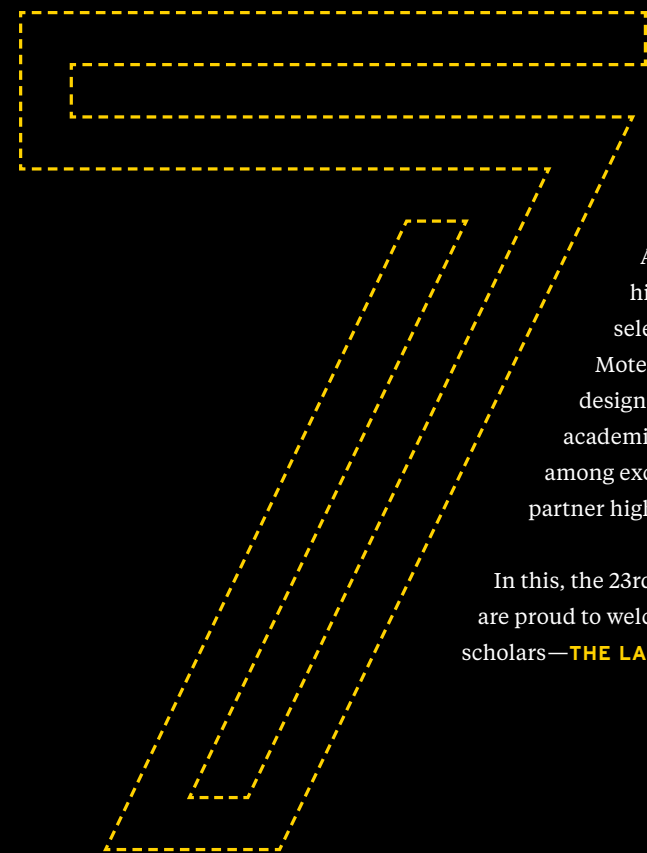 7
A
hi
sele
Mote
design
academi
among exc
partner high
In this, the 23rd
are proud to welc
scholars—THE LA